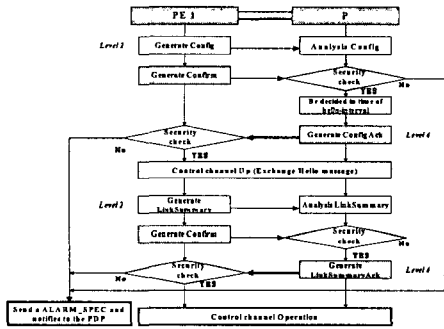 PE 1
P
Level 2
Generate Config
Analysis Config
Generate Confirm
Security
check
No
YES
Be decided in time of
hello-interval
Generate ConfigAck
Level 4
Security
check
No
YES
Control channel Up (Exchange Hello message)
Level 3
Generate
LinkSummary
Analysis LinkSummary
Generate Confirm
Security
check
No
YES
Security
check
No
YES
Generate
LinkSummaryAck
Level 4
Send a ALARM_SPEC and
notifies to the PDP
Control channel Operation